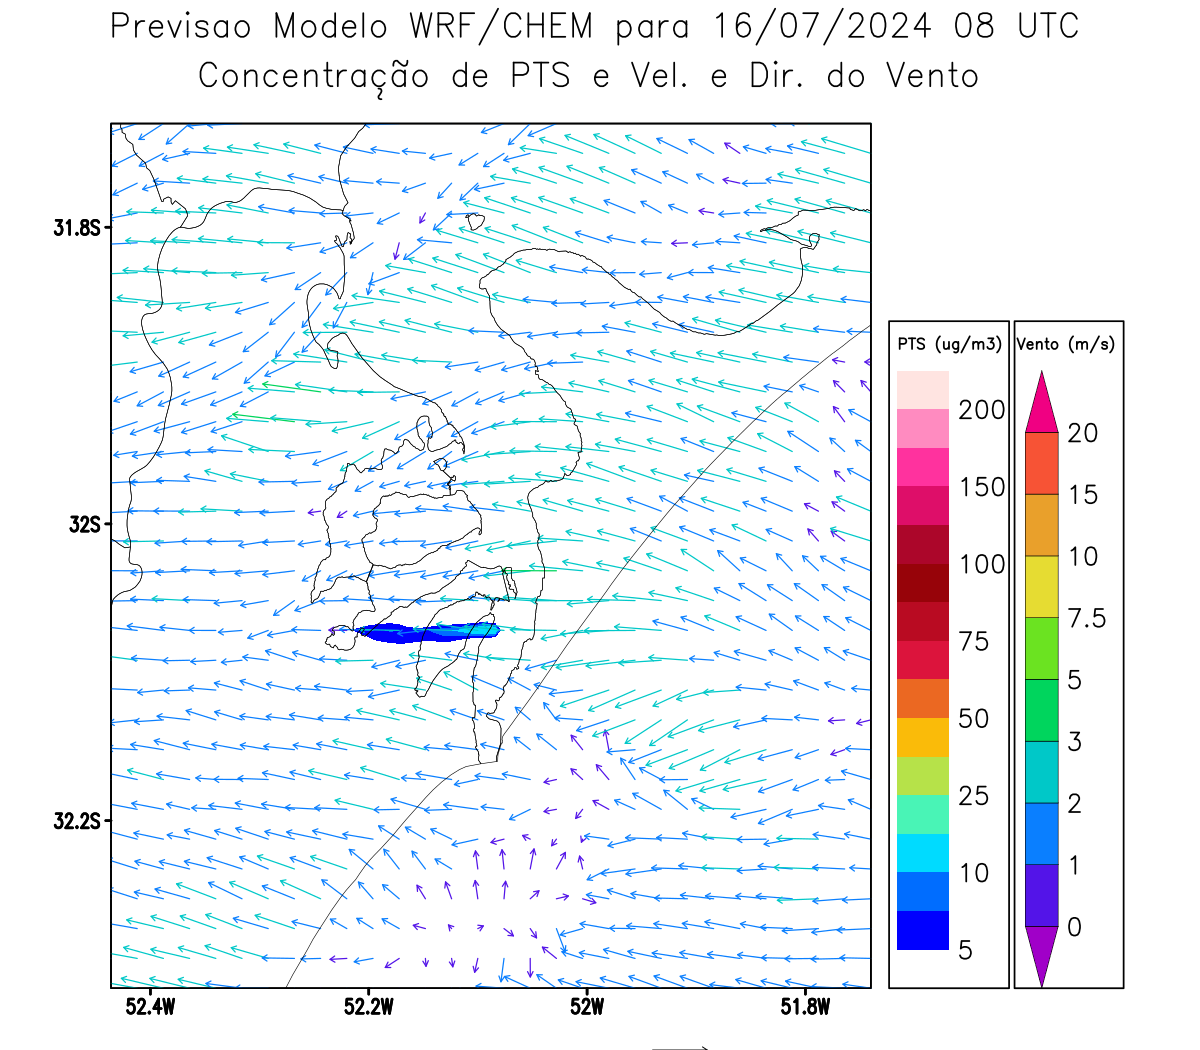 Previsao Modelo WRF/CHEM para 16/07/2024 08 UTC
Concentração de PTS e Vel. e Dir. do Vento
31.8S
32S
32.2S
52.4W
52.2W
52W
51.8W
PTS (ug/m3)
200
150
100
75
50
25
10
5
Vento (m/s)
20
15
10
7.5
5
3
2
1
0